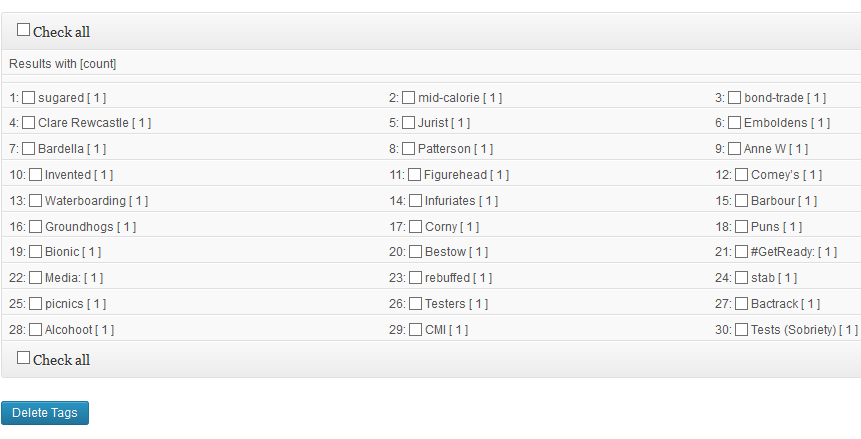 Check all
Results with [count]
1: sugared [ 1 ] 2: mid-calorie [ 1 ] 3: bond-trade [ 1 ]
4: Clare Rewcastle [ 1 ] 5: Jurist [ 1 ] 6: Emboldens [ 1 ]
7: Bardella [ 1 ] 8: Patterson [ 1 ] 9: Anne W [ 1 ]
10: Invented [ 1 ] 11: Figurehead [ 1 ] 12: Comey's [ 1 ]
13: Waterboarding [ 1 ] 14: Infuriates [ 1 ] 15: Barbour [ 1 ]
16: Groundhogs [ 1 ] 17: Corny [ 1 ] 18: Puns [ 1 ]
19: Bionic [ 1 ] 20: Bestow [ 1 ] 21: #GetReady: [ 1 ]
22: Media: [ 1 ] 23: rebuffed [ 1 ] 24: stab [ 1 ]
25: picnics [ 1 ] 26: Testers [ 1 ] 27: Bactrack [ 1 ]
28: Alcohoot [ 1 ] 29: CMI [ 1 ] 30: Tests (Sobriety) [ 1 ]
Check all
Delete Tags